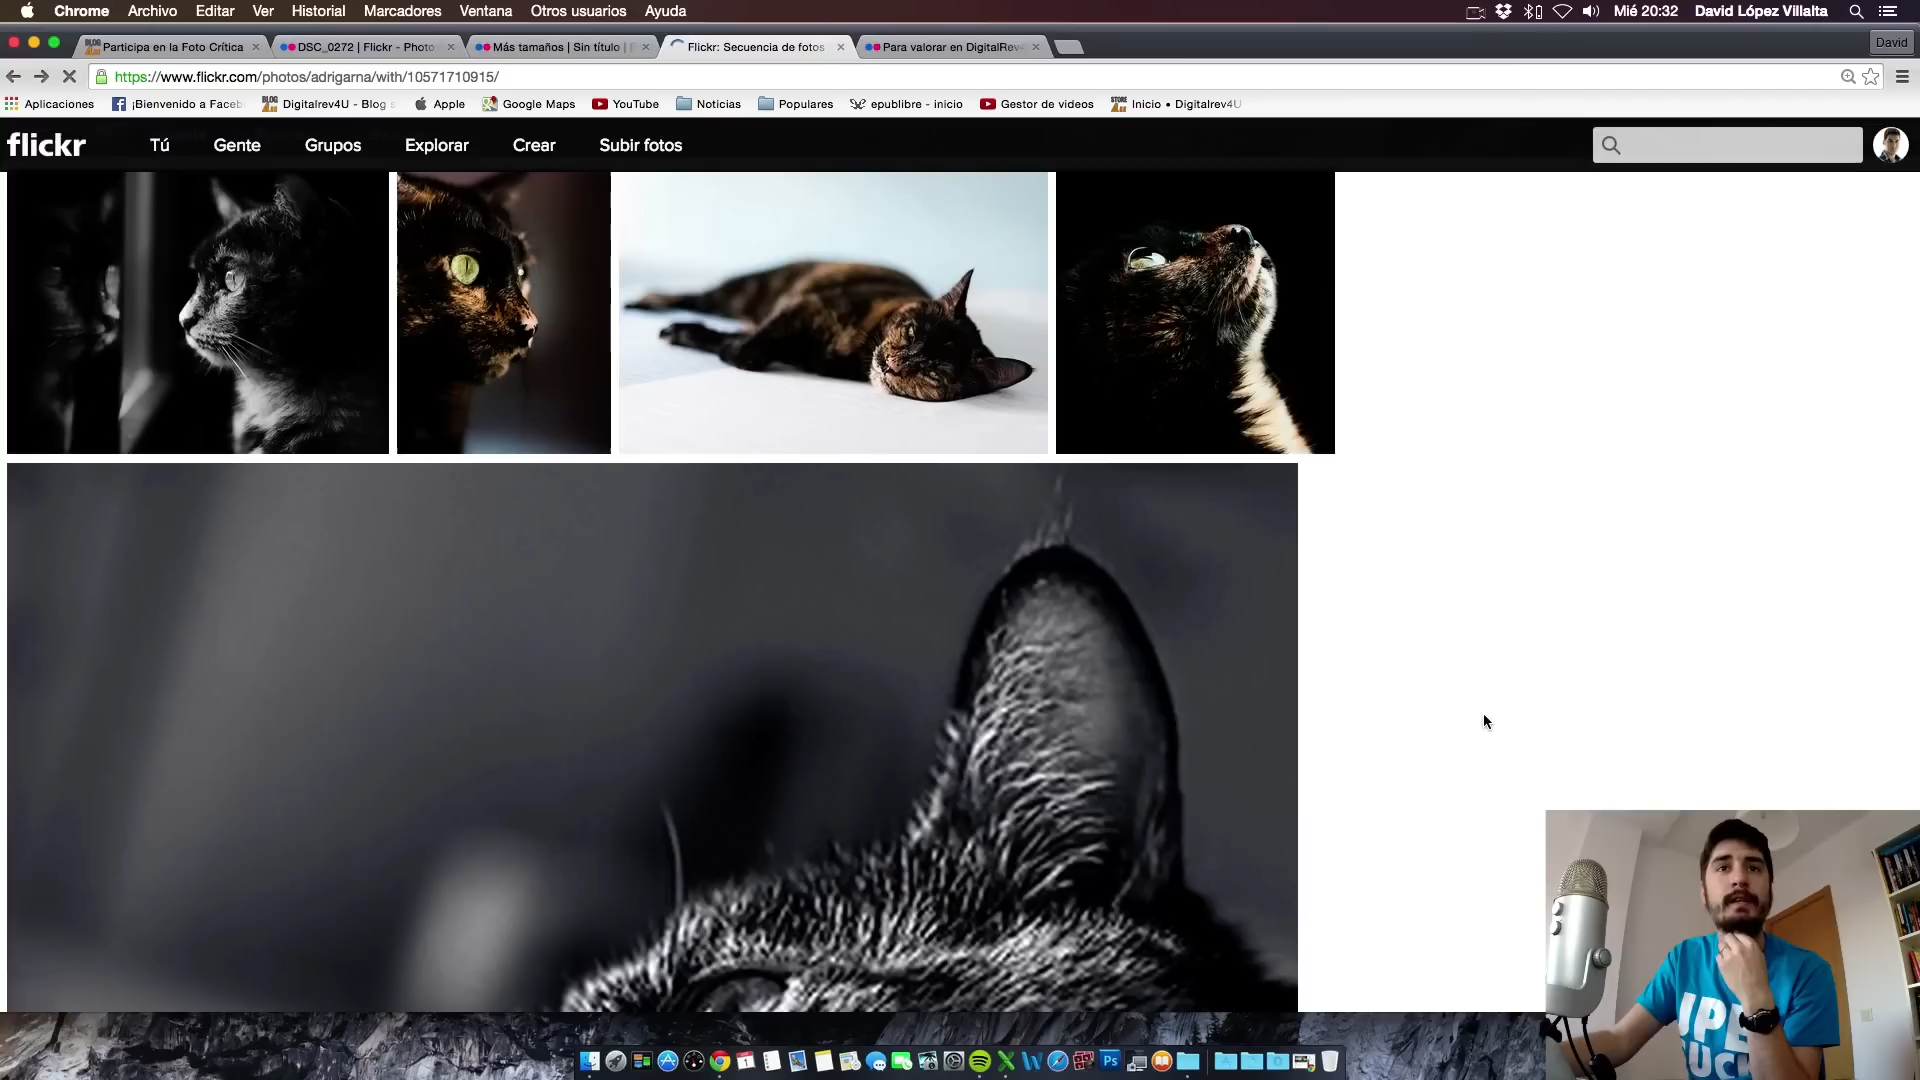 Chrome Archivo Editar Ver Historial Marcadores Ventana Otros usuarios Ayuda Mié 20:32 David López Villalta
Participa en la Foto Crítica DSC_0272 | Flickr - Photo Más tamaños | Sin título | Flickr: Secuencia de fotos Para valorar en DigitalRev David
https://www.flickr.com/photos/adrigarna/with/10571710915/
Aplicaciones ¡Bienvenido a Faceb Digitalrev4U - Blog s Apple Google Maps YouTube Noticias Populares epublibre - inicio Gestor de videos Inicio • Digitalrev4U
flickr Tú Gente Grupos Explorar Crear Subir fotos